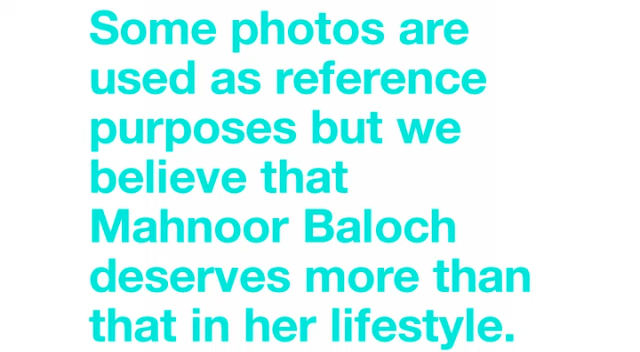 Some photos are
used as reference
purposes but we
believe that
Mahnoor Baloch
deserves more than
that in her lifestyle.